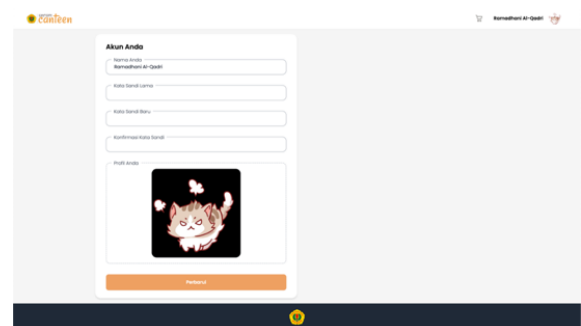 Canteen
Ramadhani Al-Qadri
Akun Anda
Nama Anda
Ramadhani Al-Qadri
Kata Sandi Lama
Kata Sandi Baru
Konfirmasi Kata Sandi
Profil Anda
Perbarui